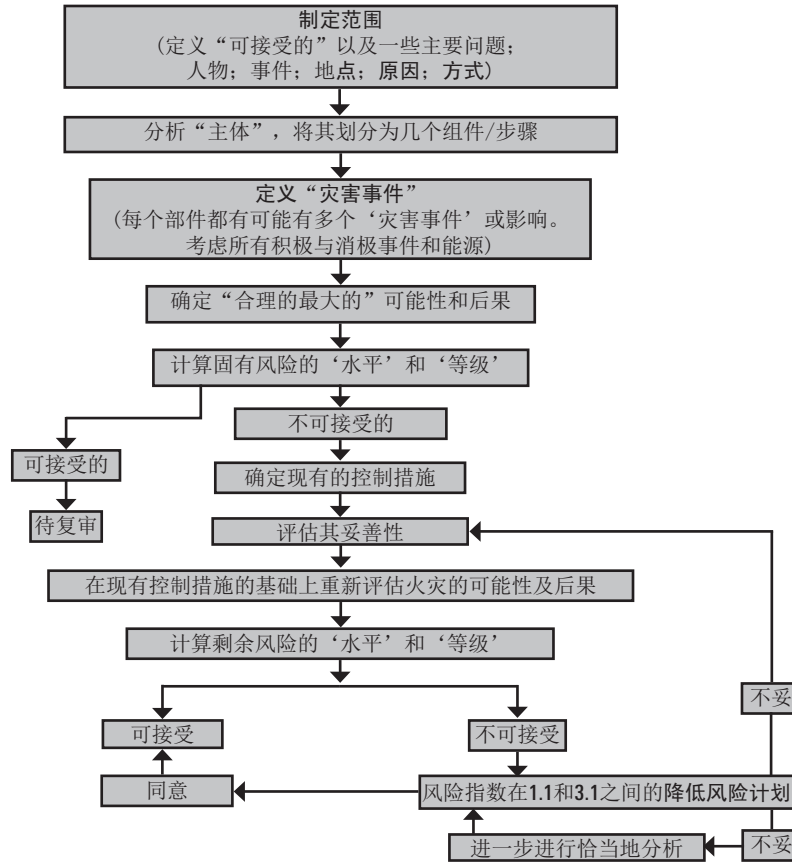 制定范围
(定义“可接受的”以及一些主要问题；
人物；事件；地点；原因；方式)
分析“主体”，将其划分为几个组件/步骤
定义“灾害事件”
(每个部件都有可能有多个‘灾害事件’或影响。
考虑所有积极与消极事件和能源)
确定“合理的最大的”可能性和后果
计算固有风险的‘水平’和‘等级’
不可接受的
可接受的
确定现有的控制措施
待复审
评估其妥善性
在现有控制措施的基础上重新评估火灾的可能性及后果
计算剩余风险的‘水平’和‘等级’
不妥
可接受
不可接受
同意
风险指数在1.1和3.1之间的降低风险计划
进一步进行恰当地分析
不妥